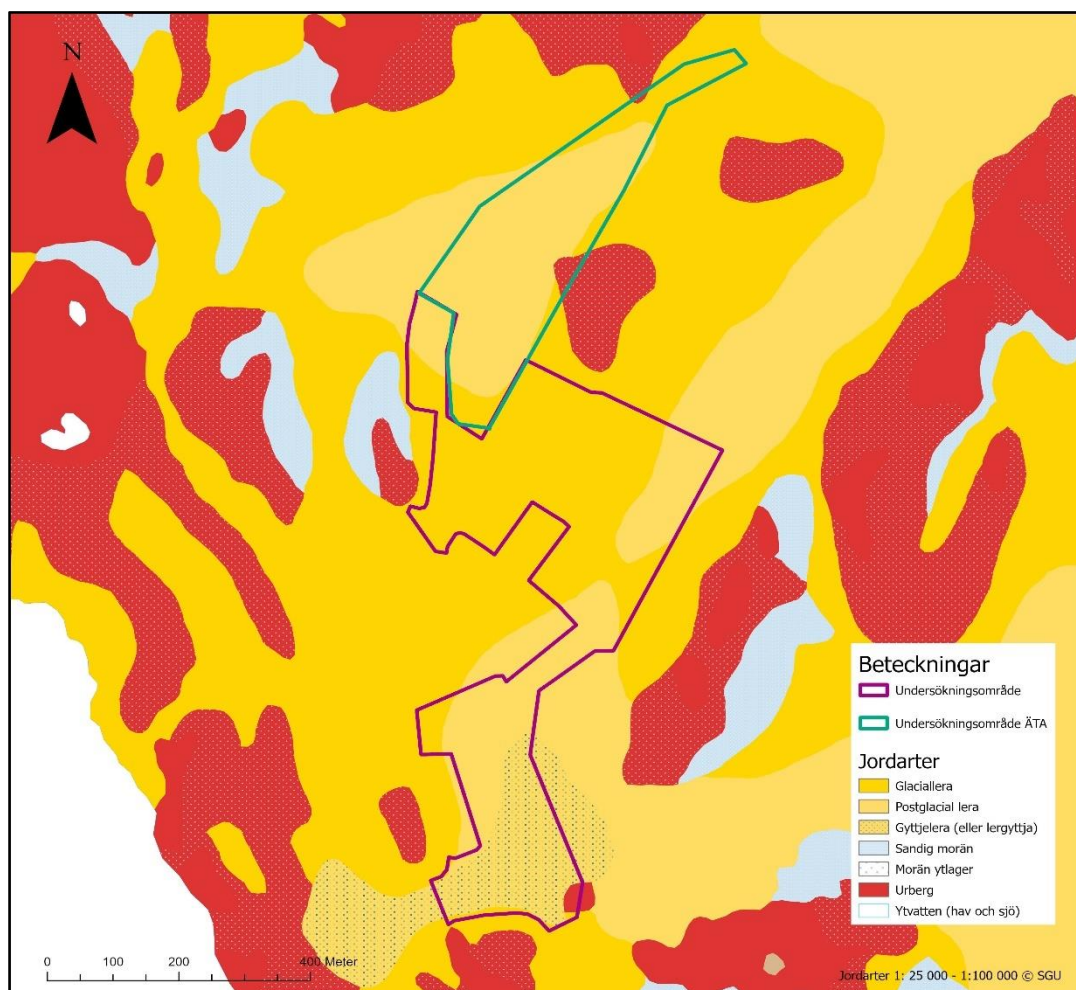 N
Beteckningar
Undersökningsområde
Undersökningsområde ÄTA
Jordarter
Glaciallera
Postglacial lera
Gyttjelera (eller lergyttja)
Sandig morän
Morän ytlager
Urberg
Ytvatten (hav och sjö)
0 100 200 400 Meter
Jordarter 1: 25 000 - 1:100 000 © SGU